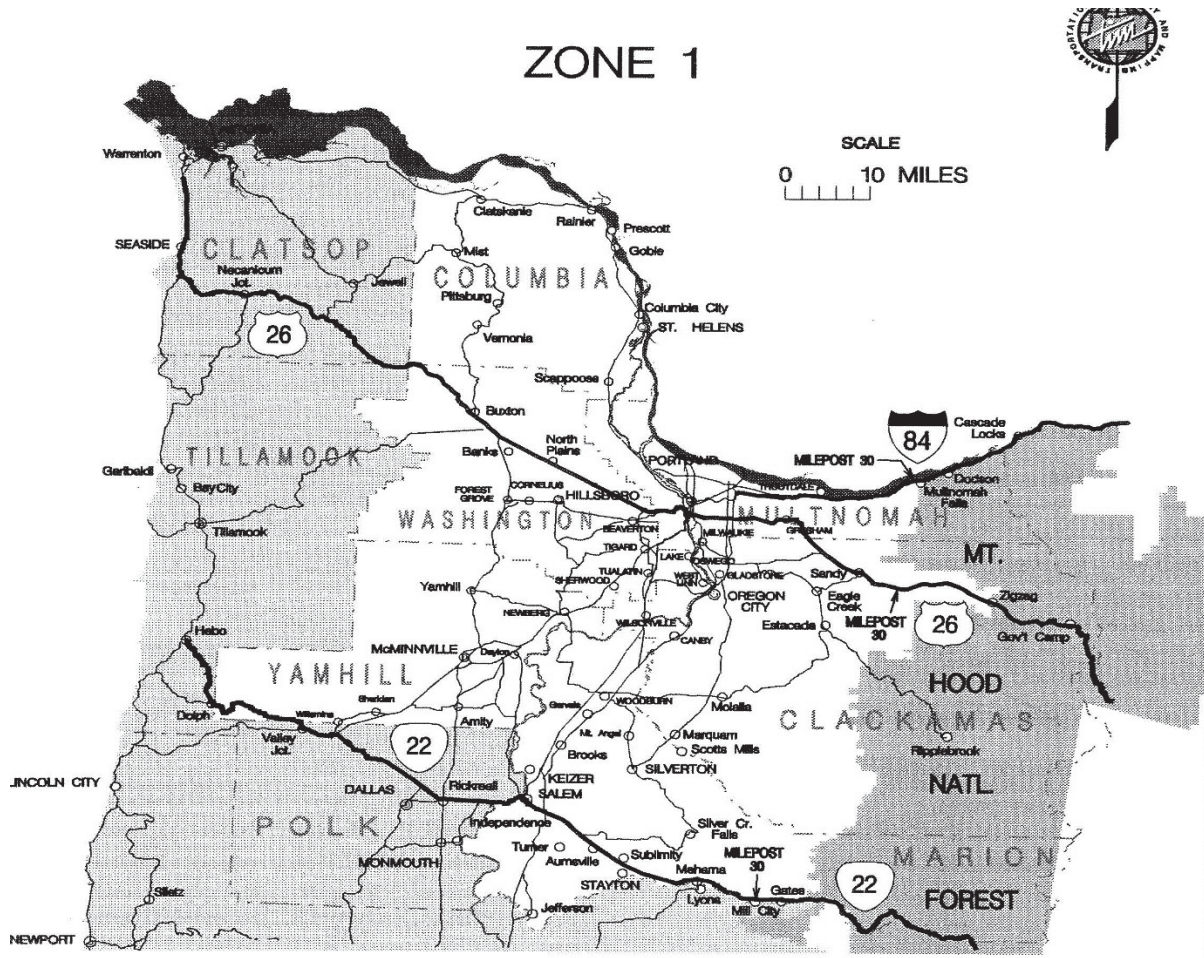 ZONE 1
AND MAPPING
TRANSPORTATIO
tim
SCALE
0 10 MILES
Warrenton
Clatskanie
Rainier
Prescott
Goble
SEASIDE
CLATSOP
Necanicum
Jct.
Jewell
Mist
COLUMBIA
Pittsburg
Columbia City
ST. HELENS
26
Vernonia
Scappoose
Buxton
Cascade
Locks
84
TILLAMOOK
Banks
North
Plains
PORTLAND
MILEPOST 30
Garibaldi
Bay City
FOREST
GROVE
CORNELIUS
HILLSBORO
TROUTDALE
Dodson
Multnomah
Falls
Tillamook
WASHINGTON
BEAVERTON
MULTNOMAH
GRESHAM
MILWAUKIE
TIGARD
LAKE
OSWEGO
MT.
TUALATIN
SHERWOOD
WEST
LINN
GLADSTONE
Sandy
Yamhill
OREGON
CITY
Eagle
Creek
Zigzag
NEWBERG
WILSONVILLE
Estacada
MILEPOST
30
26
Gov't Camp
Hebo
CANBY
McMINNVILLE
Dayton
YAMHILL
HOOD
Sheridan
WOODBURN
Molalla
Dolph
Willamina
Amity
Gervais
CLACKAMAS
Valley
Jct.
22
Mt. Angel
Marquam
Scotts Mills
Ripplebrook
Brooks
LINCOLN CITY
KEIZER
SILVERTON
NATL.
DALLAS
Rickreall
SALEM
POLK
Independence
Silver Cr.
Falls
MONMOUTH
Turner
Aumsville
Sublimity
MILEPOST
30
MARION
STAYTON
Mehama
Lyons
Gates
Mill City
22
FOREST
Siletz
Jefferson
NEWPORT